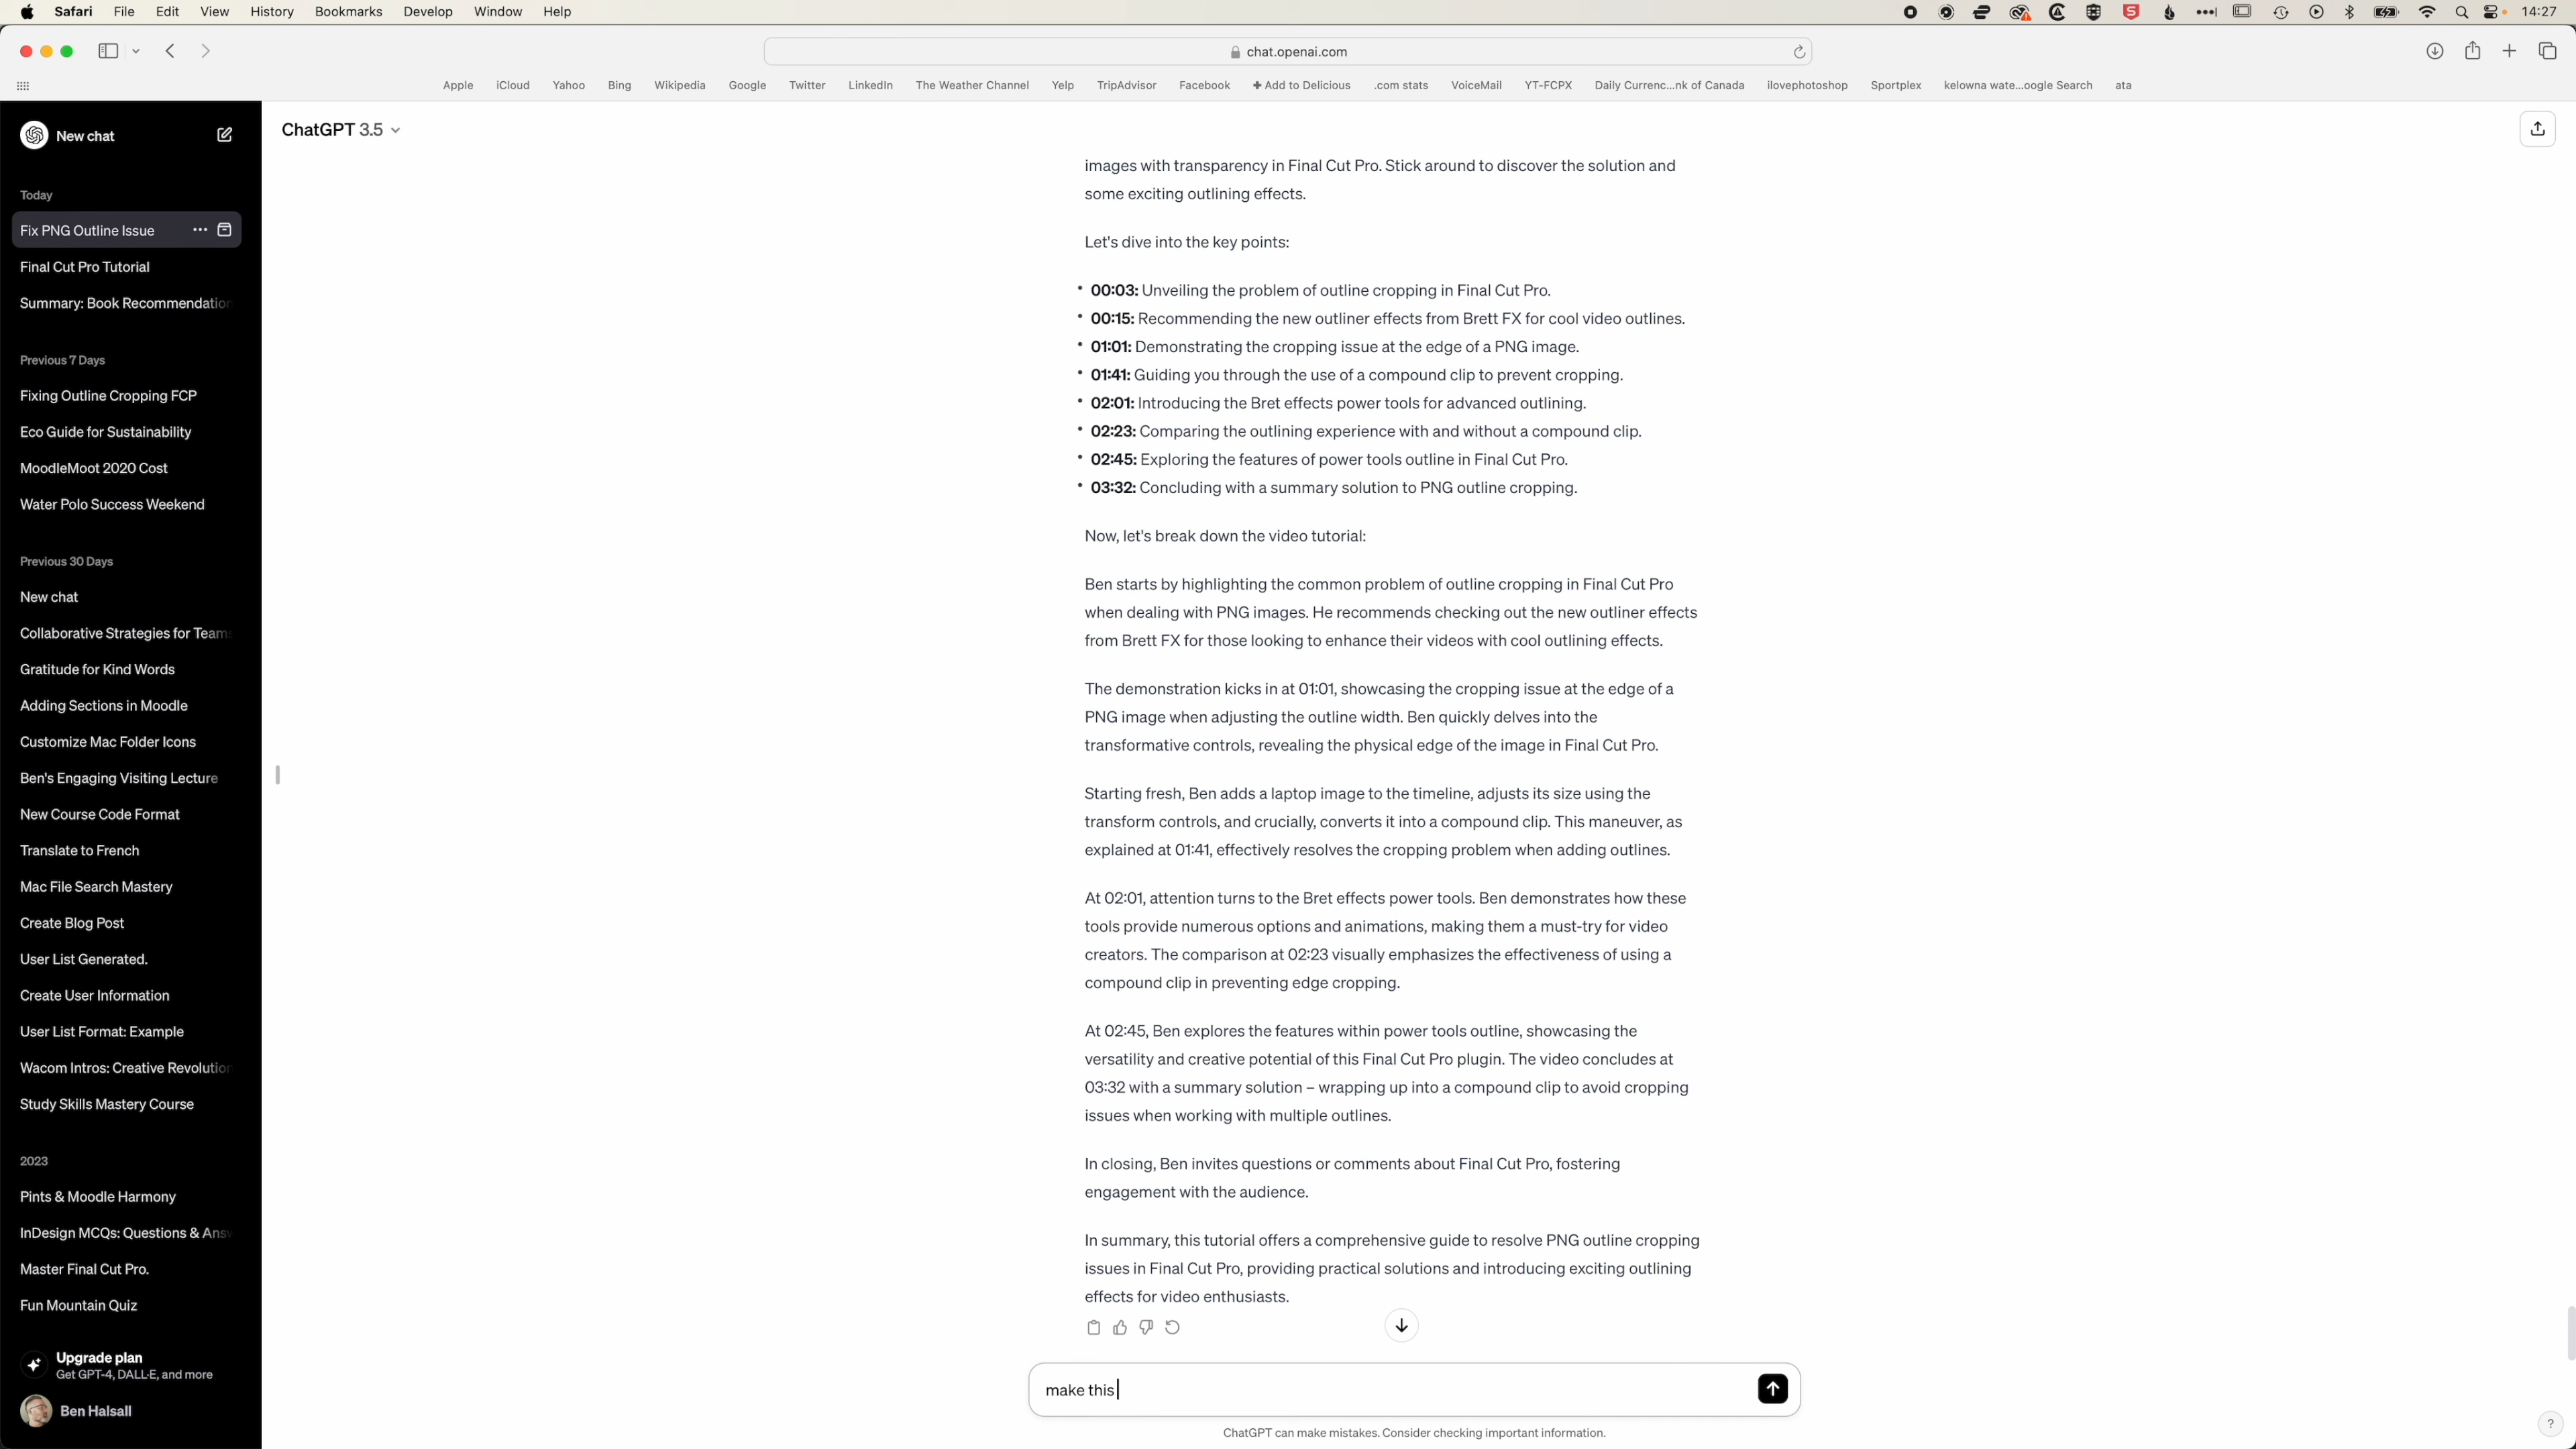 Safari File Edit View History Bookmarks Develop Window Help 14:27
chat.openai.com
Apple iCloud Yahoo Bing Wikipedia Google Twitter LinkedIn The Weather Channel Yelp TripAdvisor Facebook ✚ Add to Delicious .com stats VoiceMail YT-FCPX Daily Currenc...nk of Canada ilovephotoshop Sportplex kelowna wate...oogle Search ata
New chat
Today
Fix PNG Outline Issue
Final Cut Pro Tutorial
Summary: Book Recommendation
Previous 7 Days
Fixing Outline Cropping FCP
Eco Guide for Sustainability
MoodleMoot 2020 Cost
Water Polo Success Weekend
Previous 30 Days
New chat
Collaborative Strategies for Teams
Gratitude for Kind Words
Adding Sections in Moodle
Customize Mac Folder Icons
Ben's Engaging Visiting Lecture
New Course Code Format
Translate to French
Mac File Search Mastery
Create Blog Post
User List Generated.
Create User Information
User List Format: Example
Wacom Intros: Creative Revolution
Study Skills Mastery Course
2023
Pints & Moodle Harmony
InDesign MCQs: Questions & Answ
Master Final Cut Pro.
Fun Mountain Quiz
Upgrade plan
Get GPT-4, DALL·E, and more
Ben Halsall
ChatGPT 3.5
images with transparency in Final Cut Pro. Stick around to discover the solution and
some exciting outlining effects.
Let's dive into the key points:
• 00:03: Unveiling the problem of outline cropping in Final Cut Pro.
• 00:15: Recommending the new outliner effects from Brett FX for cool video outlines.
• 01:01: Demonstrating the cropping issue at the edge of a PNG image.
• 01:41: Guiding you through the use of a compound clip to prevent cropping.
• 02:01: Introducing the Bret effects power tools for advanced outlining.
• 02:23: Comparing the outlining experience with and without a compound clip.
• 02:45: Exploring the features of power tools outline in Final Cut Pro.
• 03:32: Concluding with a summary solution to PNG outline cropping.
Now, let's break down the video tutorial:
Ben starts by highlighting the common problem of outline cropping in Final Cut Pro
when dealing with PNG images. He recommends checking out the new outliner effects
from Brett FX for those looking to enhance their videos with cool outlining effects.
The demonstration kicks in at 01:01, showcasing the cropping issue at the edge of a
PNG image when adjusting the outline width. Ben quickly delves into the
transformative controls, revealing the physical edge of the image in Final Cut Pro.
Starting fresh, Ben adds a laptop image to the timeline, adjusts its size using the
transform controls, and crucially, converts it into a compound clip. This maneuver, as
explained at 01:41, effectively resolves the cropping problem when adding outlines.
At 02:01, attention turns to the Bret effects power tools. Ben demonstrates how these
tools provide numerous options and animations, making them a must-try for video
creators. The comparison at 02:23 visually emphasizes the effectiveness of using a
compound clip in preventing edge cropping.
At 02:45, Ben explores the features within power tools outline, showcasing the
versatility and creative potential of this Final Cut Pro plugin. The video concludes at
03:32 with a summary solution – wrapping up into a compound clip to avoid cropping
issues when working with multiple outlines.
In closing, Ben invites questions or comments about Final Cut Pro, fostering
engagement with the audience.
In summary, this tutorial offers a comprehensive guide to resolve PNG outline cropping
issues in Final Cut Pro, providing practical solutions and introducing exciting outlining
effects for video enthusiasts.
make this
ChatGPT can make mistakes. Consider checking important information.
?